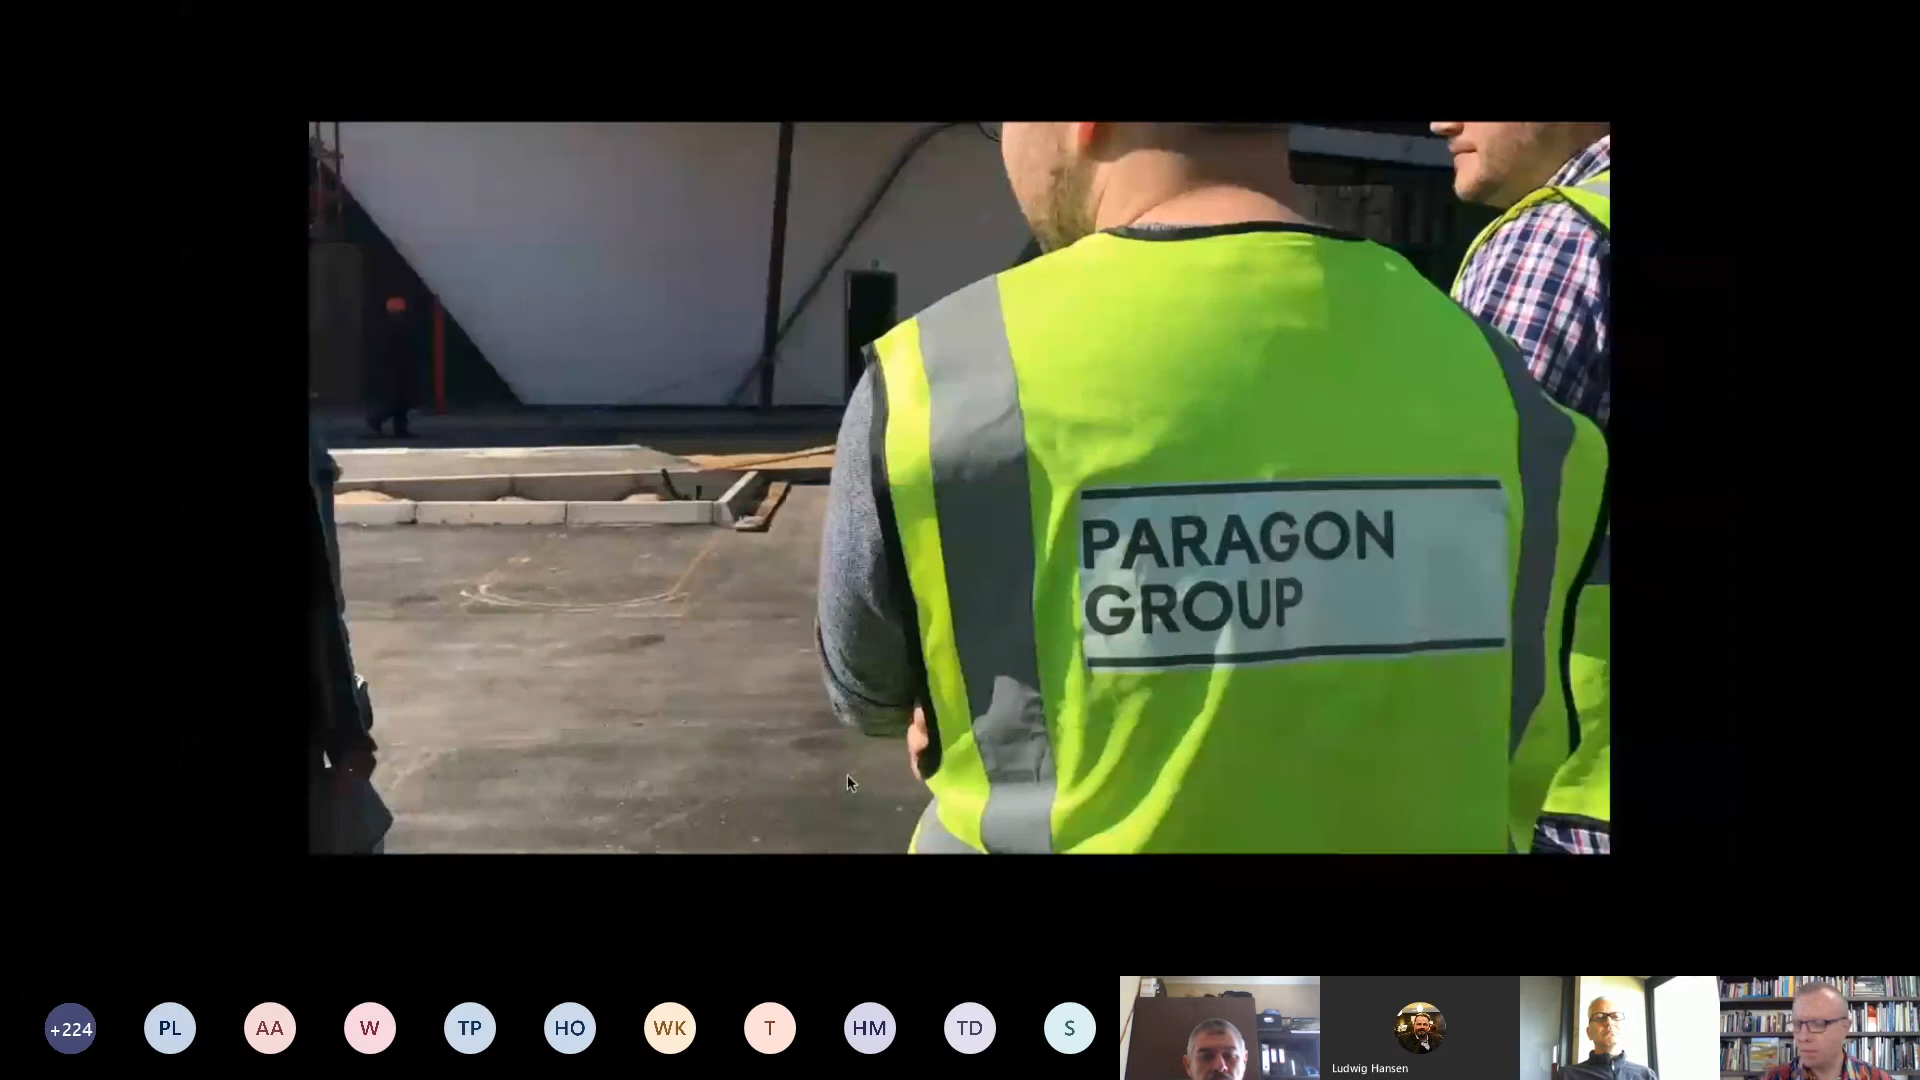 PARAGON
GROUP
+224
PL
AA
W
TP
HO
WK
T
HM
TD
S
Ludwig Hansen